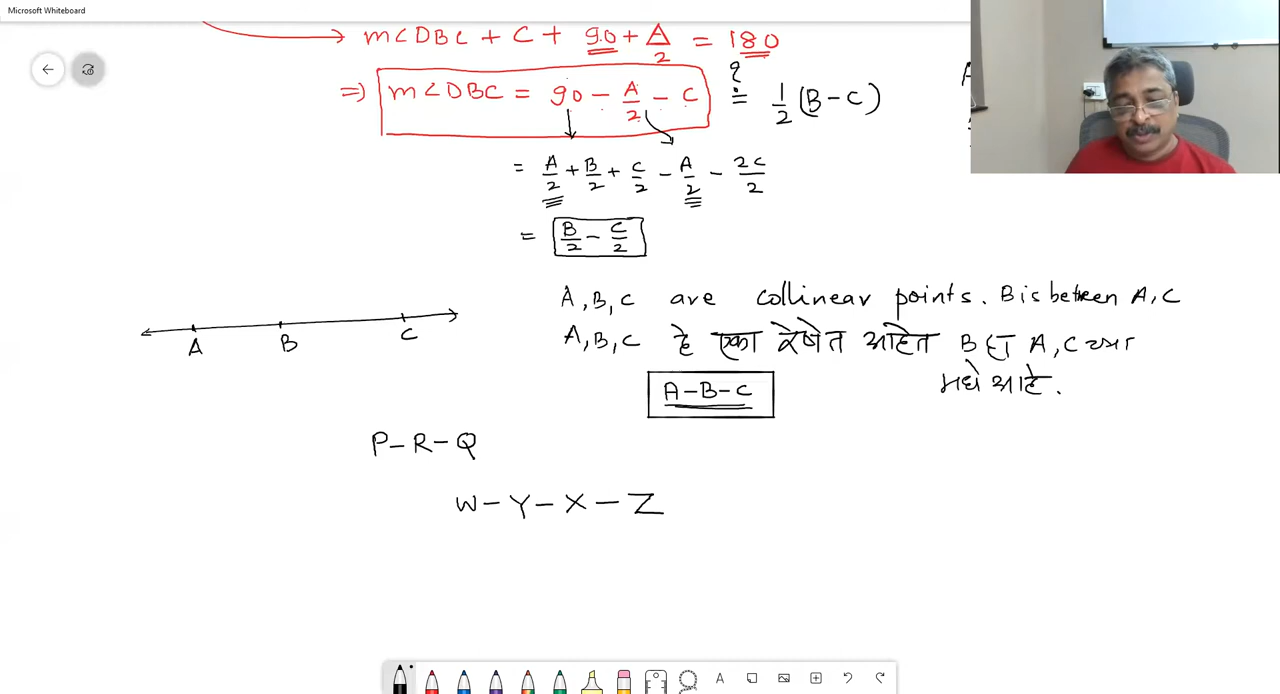 Microsoft Whiteboard
m∠DBC + C + 90 + A/2 = 180
⇒ m∠DBC = 90 - A/2 - C ≟ 1/2 (B-C)
= A/2 + B/2 + C/2 - A/2 - 2C/2
= B/2 - C/2
A, B, C are collinear points. B is between A, C
A, B, C हे एका रेषेत आहेत B हा A, C च्या
मधे आहे.
A B C
A-B-C
P-R-Q
W-Y-X-Z